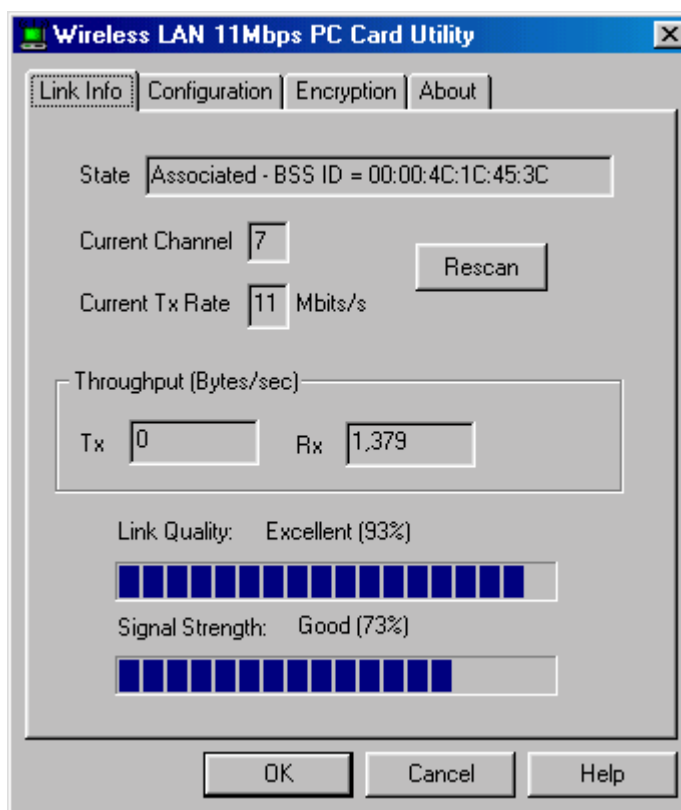 Wireless LAN 11Mbps PC Card Utility
Link Info Configuration Encryption About
State Associated - BSS ID = 00:00:4C:1C:45:3C
Current Channel 7
Rescan
Current Tx Rate 11 Mbits/s
Throughput (Bytes/sec)
Tx 0 Rx 1,379
Link Quality: Excellent (93%)
Signal Strength: Good (73%)
OK Cancel Help